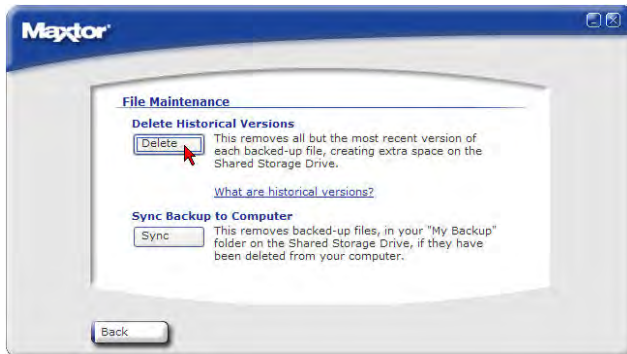 Maxtor
File Maintenance
Delete Historical Versions
Delete
This removes all but the most recent version of
each backed-up file, creating extra space on the
Shared Storage Drive.
What are historical versions?
Sync Backup to Computer
Sync
This removes backed-up files, in your "My Backup"
folder on the Shared Storage Drive, if they have
been deleted from your computer.
Back